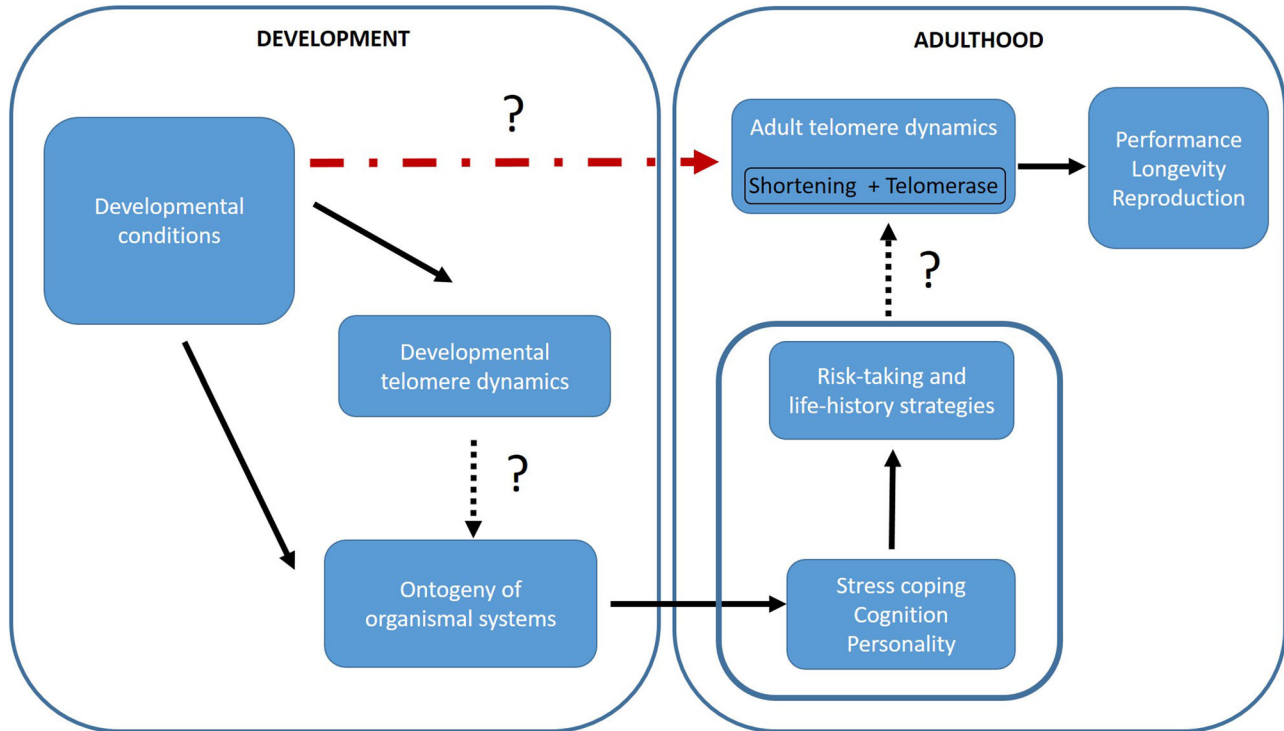 DEVELOPMENT
?
Developmental
conditions
Developmental
telomere dynamics
?
Ontogeny of
organismal systems
ADULTHOOD
Adult telomere dynamics
Shortening + Telomerase
Performance
Longevity
Reproduction
?
Risk-taking and
life-history strategies
Stress coping
Cognition
Personality